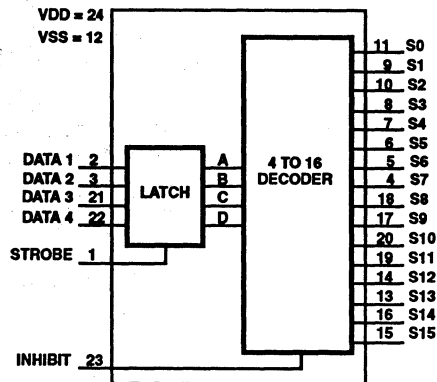 VDD = 24
VSS = 12
11 S0
9 S1
10 S2
8 S3
7 S4
6 S5
5 S6
4 S7
18 S8
17 S9
20 S10
19 S11
14 S12
13 S13
16 S14
15 S15
DATA 1 2
DATA 2 3
DATA 3 21
DATA 4 22
STROBE 1
INHIBIT 23
LATCH
A
B
C
D
4 TO 16
DECODER